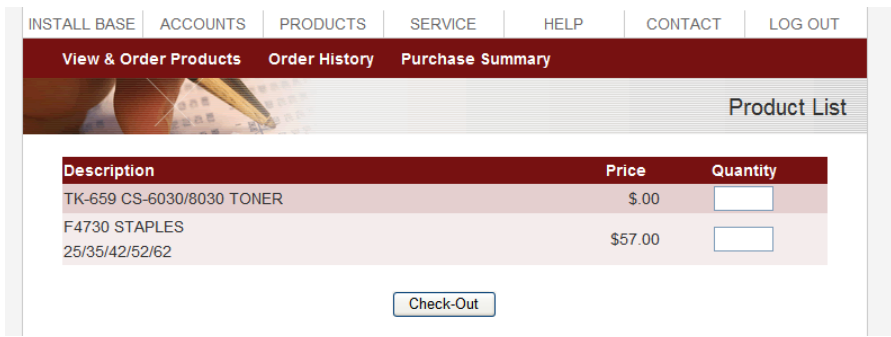 INSTALL BASE ACCOUNTS PRODUCTS SERVICE HELP CONTACT LOG OUT
View & Order Products Order History Purchase Summary
Product List
Description Price Quantity
TK-659 CS-6030/8030 TONER $.00
F4730 STAPLES
25/35/42/52/62 $57.00
Check-Out